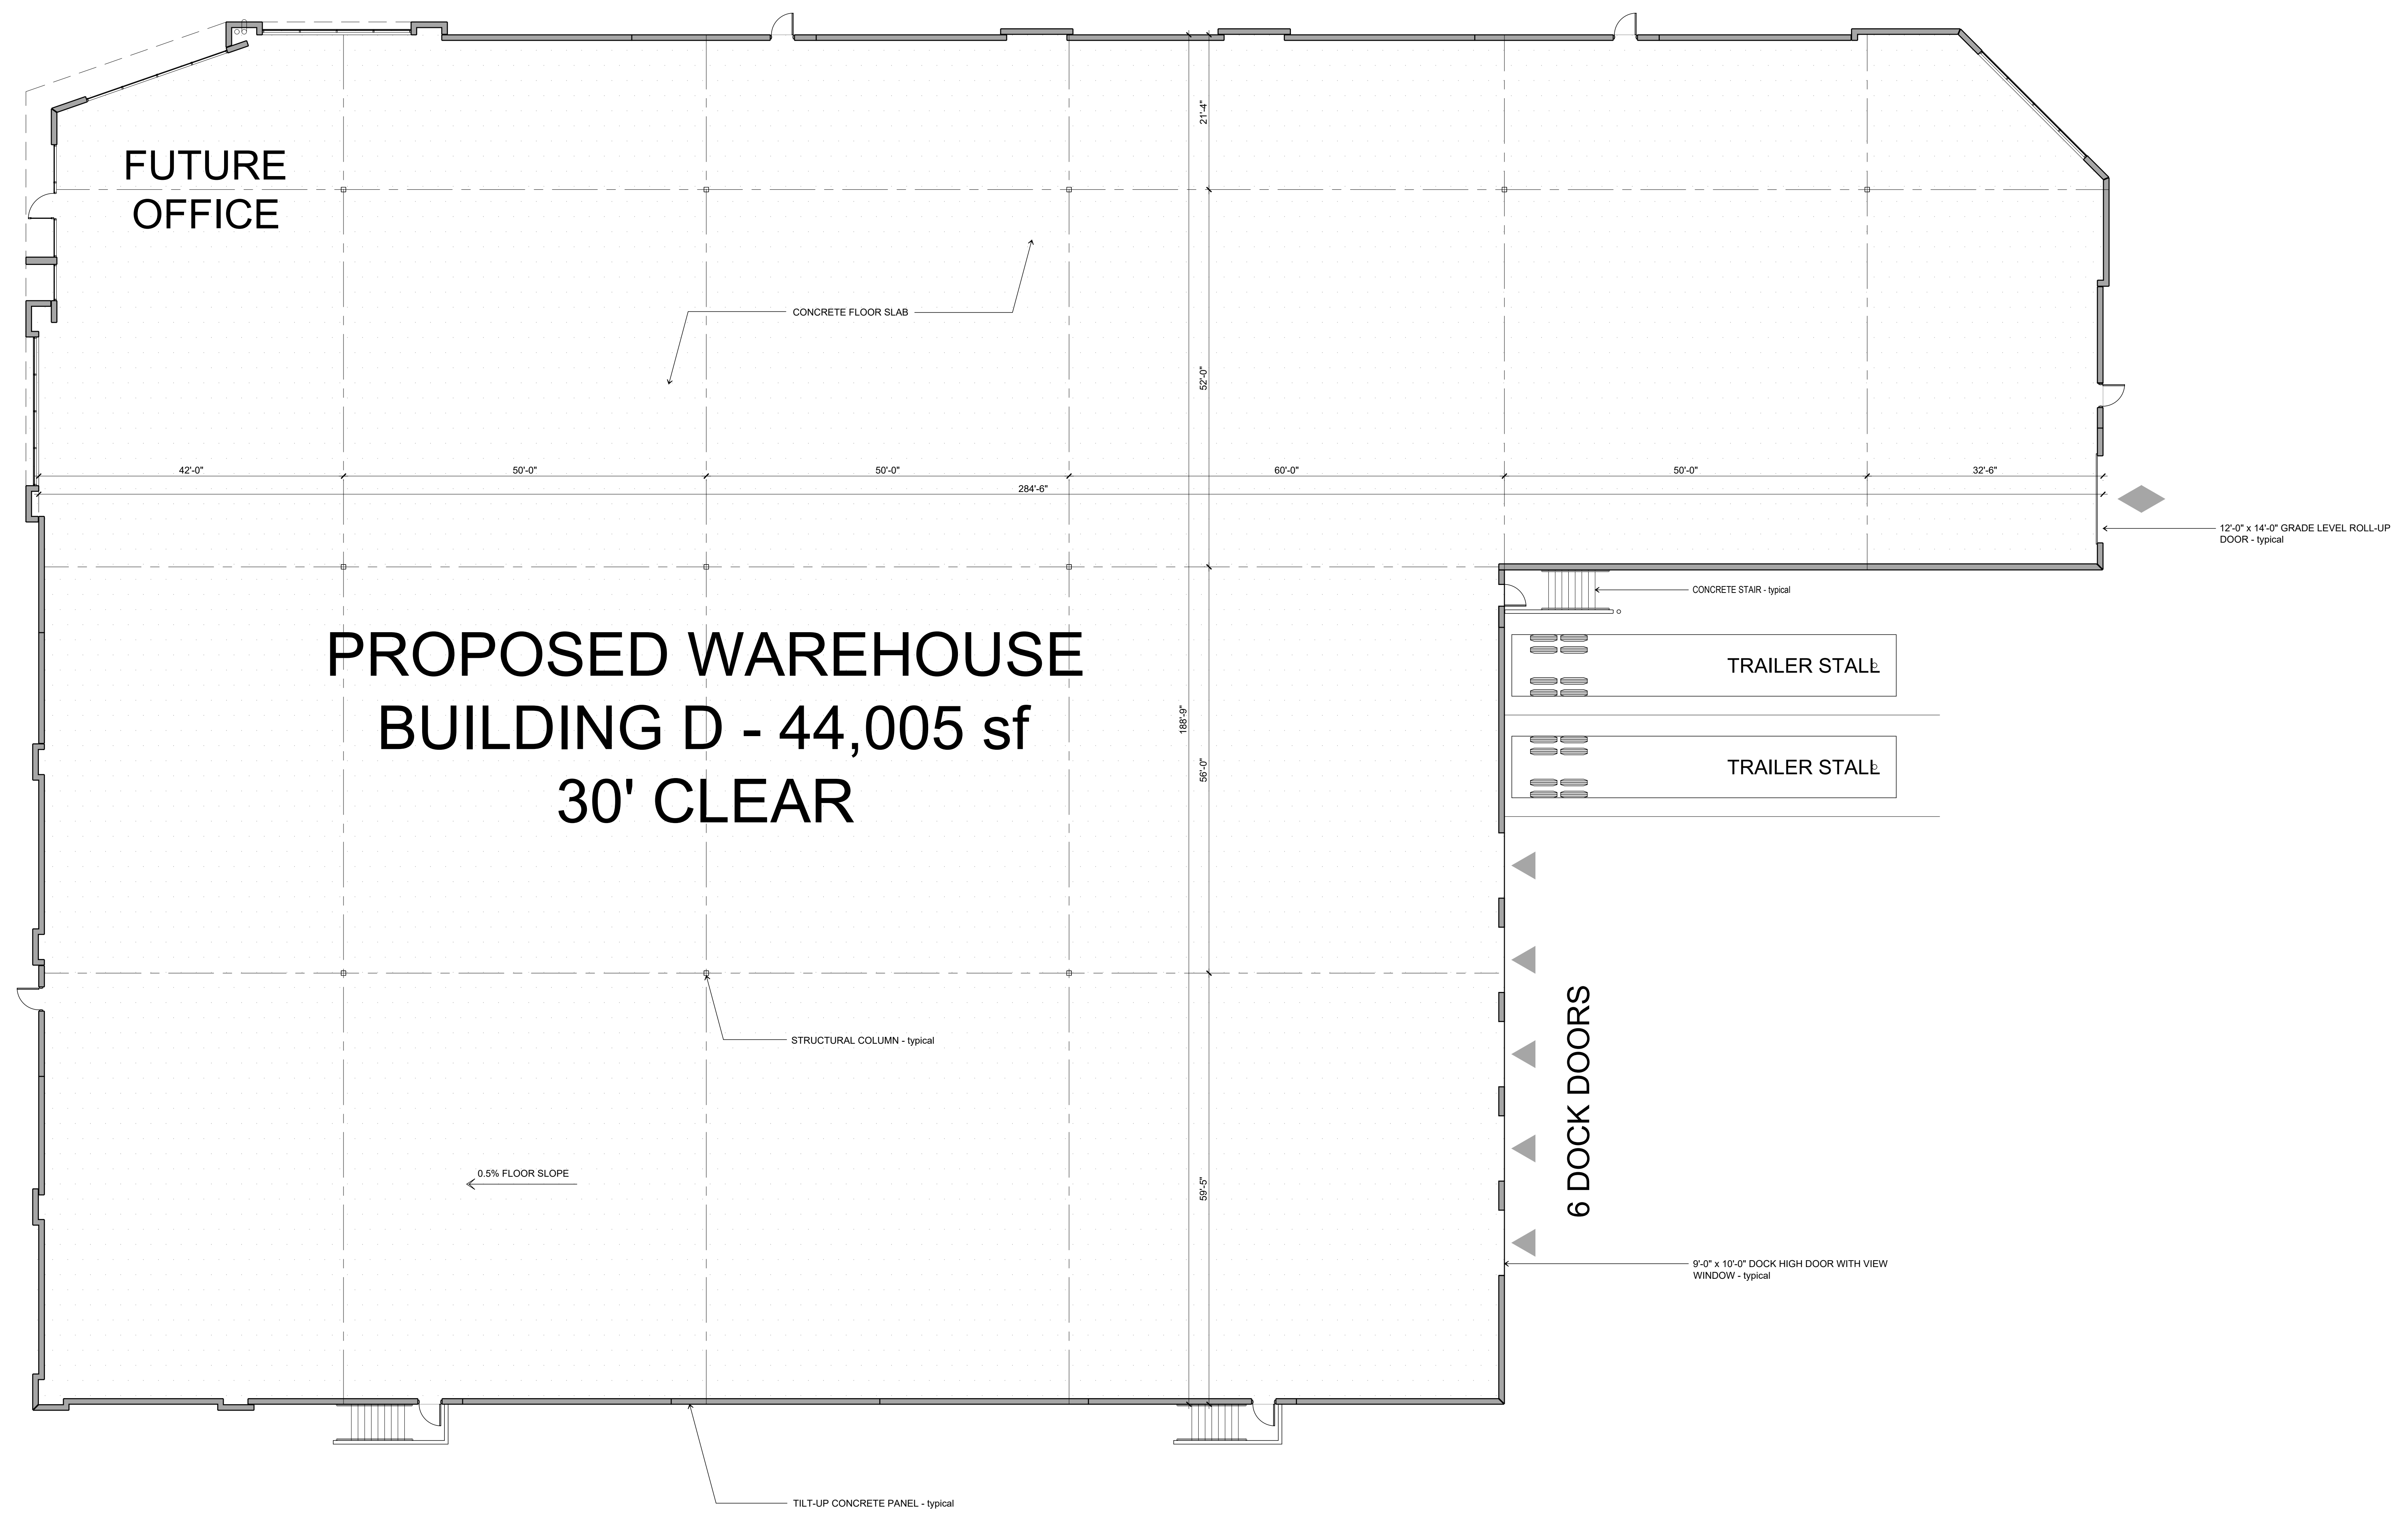 21'-4"
FUTURE
OFFICE
CONCRETE FLOOR SLAB
52'-0"
42'-0"
50'-0"
50'-0"
60'-0"
50'-0"
32'-6"
284'-6"
12'-0" x 14'-0" GRADE LEVEL ROLL-UP
DOOR - typical
CONCRETE STAIR - typical
PROPOSED WAREHOUSE
BUILDING D - 44,005 sf
30' CLEAR
TRAILER STALL
188'-9"
56'-0"
TRAILER STALL
STRUCTURAL COLUMN - typical
6 DOCK DOORS
0.5% FLOOR SLOPE
59'-5"
9'-0" x 10'-0" DOCK HIGH DOOR WITH VIEW
WINDOW - typical
TILT-UP CONCRETE PANEL - typical